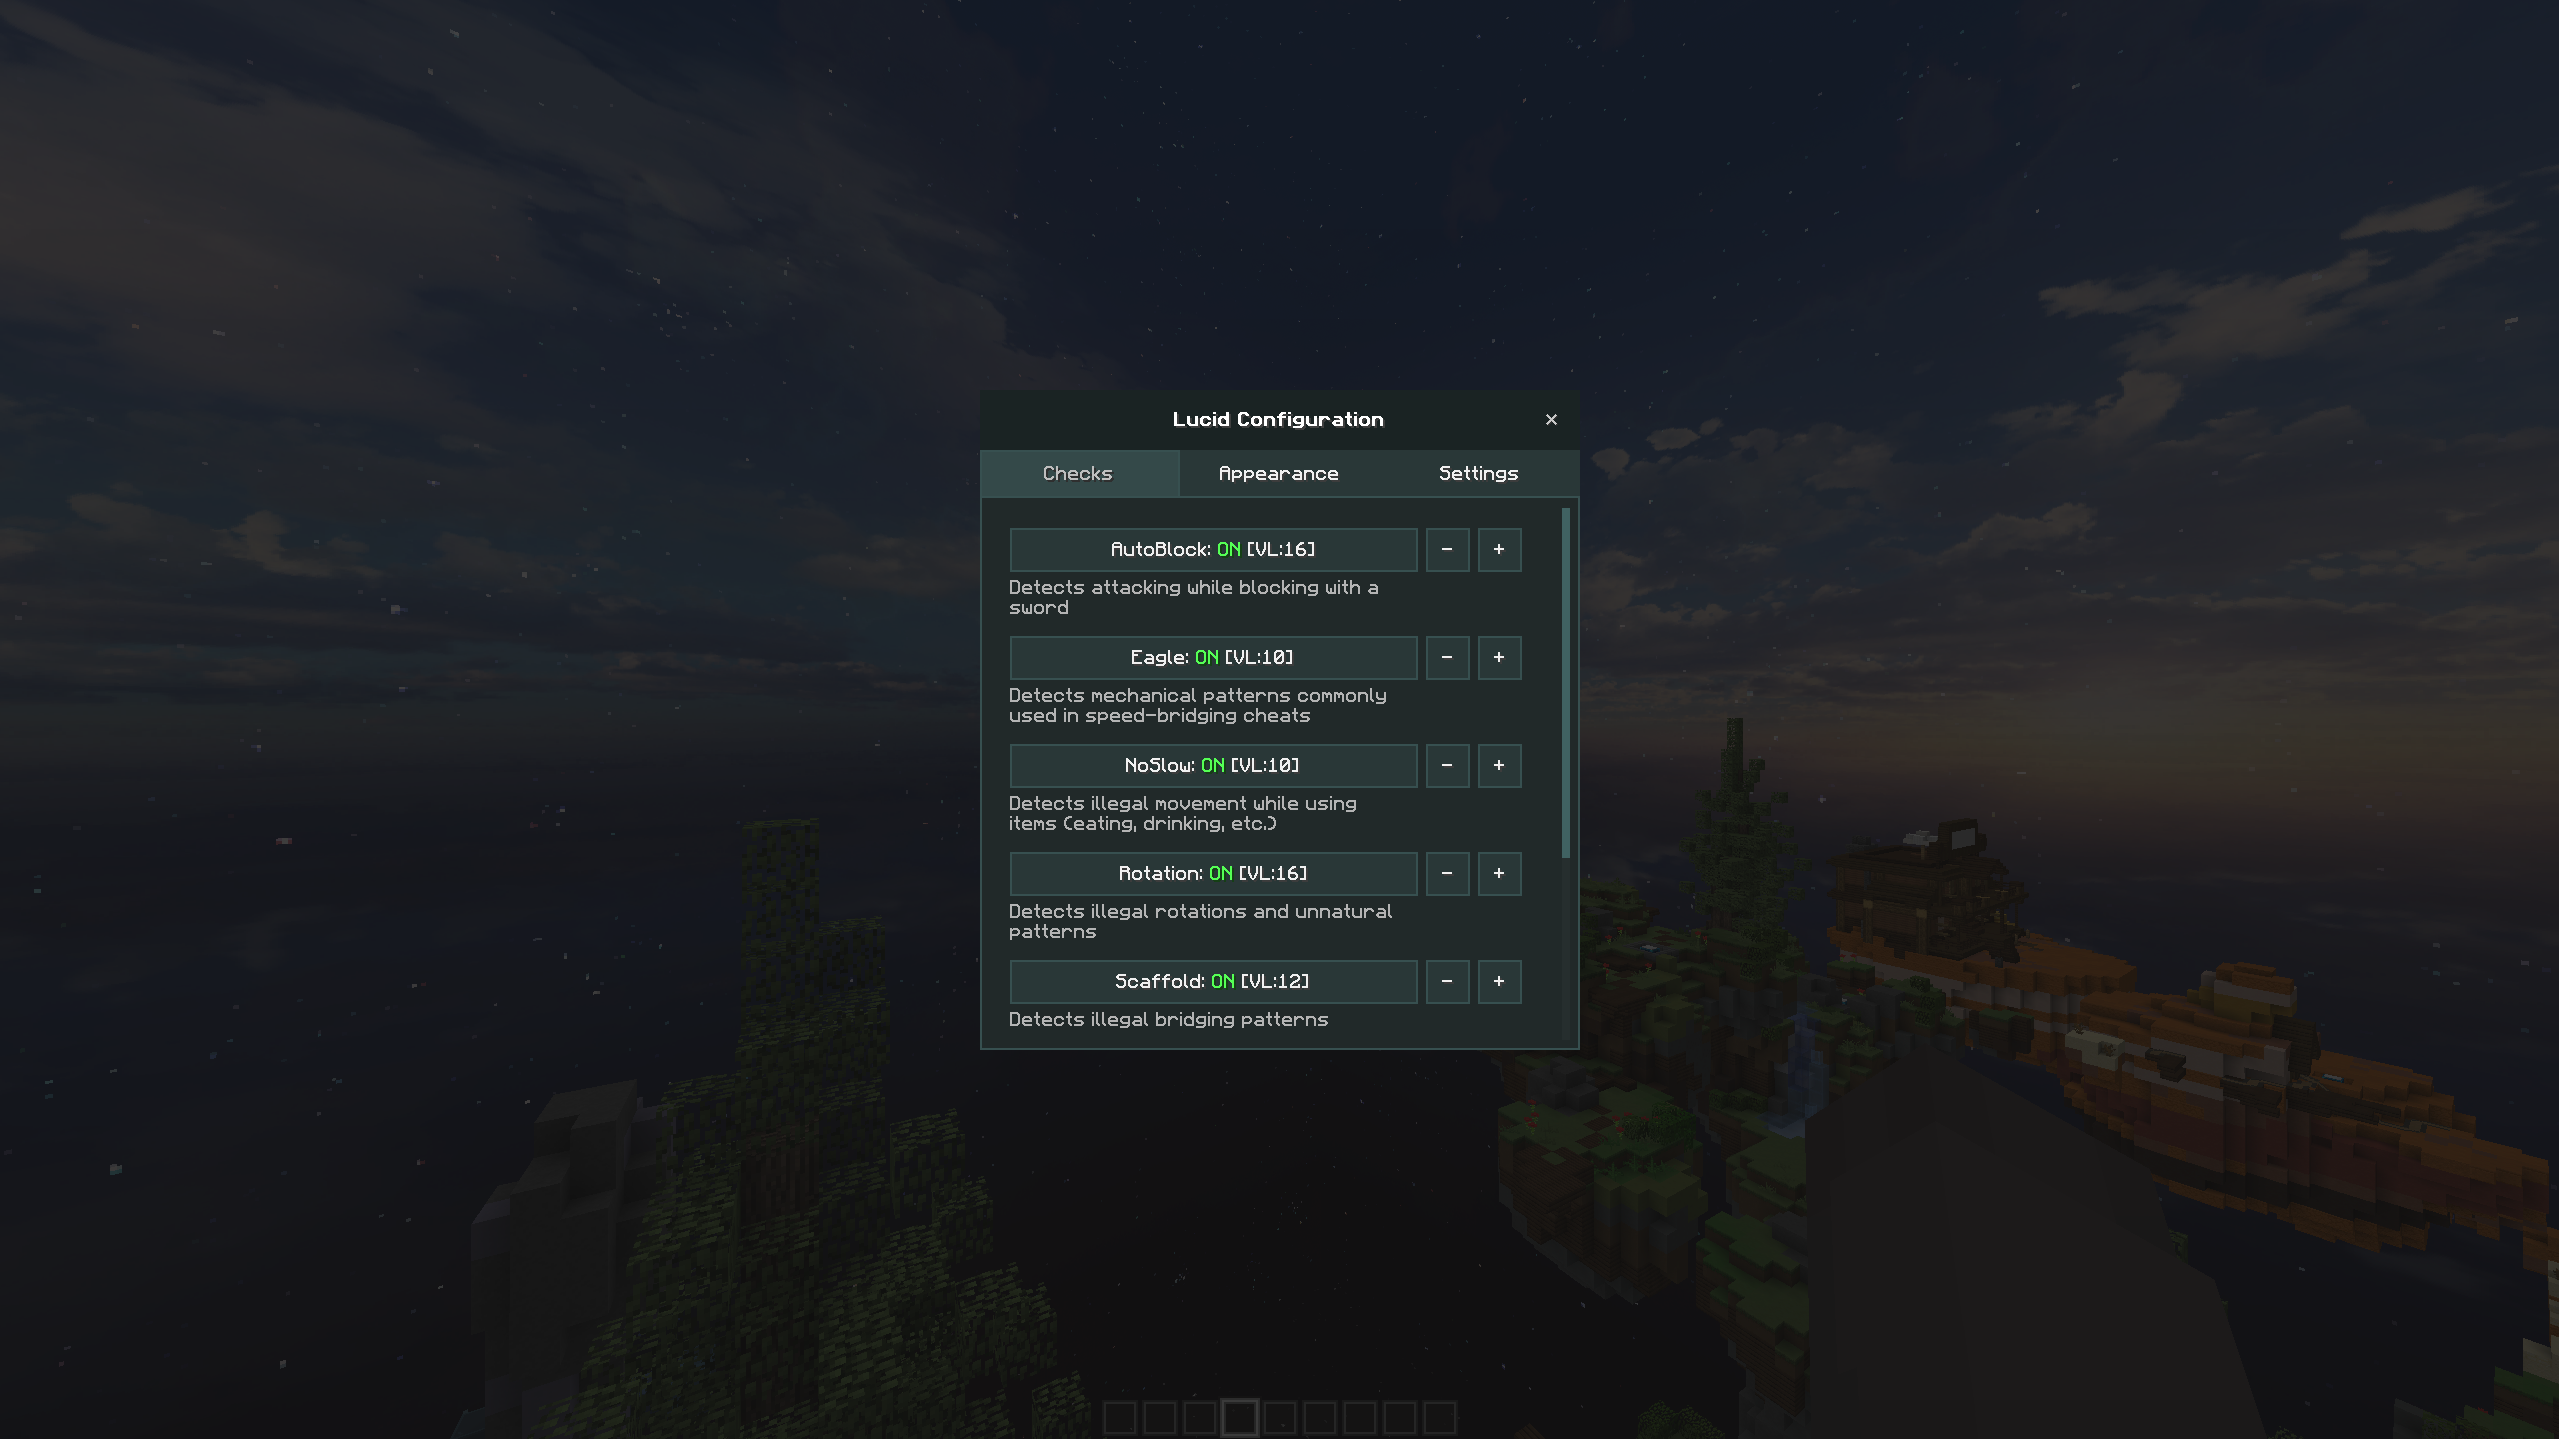 Lucid Configuration ×
Checks Appearance Settings
AutoBlock: ON [VL:16] - +
Detects attacking while blocking with a
sword
Eagle: ON [VL:10] - +
Detects mechanical patterns commonly
used in speed-bridging cheats
NoSlow: ON [VL:10] - +
Detects illegal movement while using
items (eating, drinking, etc.)
Rotation: ON [VL:16] - +
Detects illegal rotations and unnatural
patterns
Scaffold: ON [VL:12] - +
Detects illegal bridging patterns